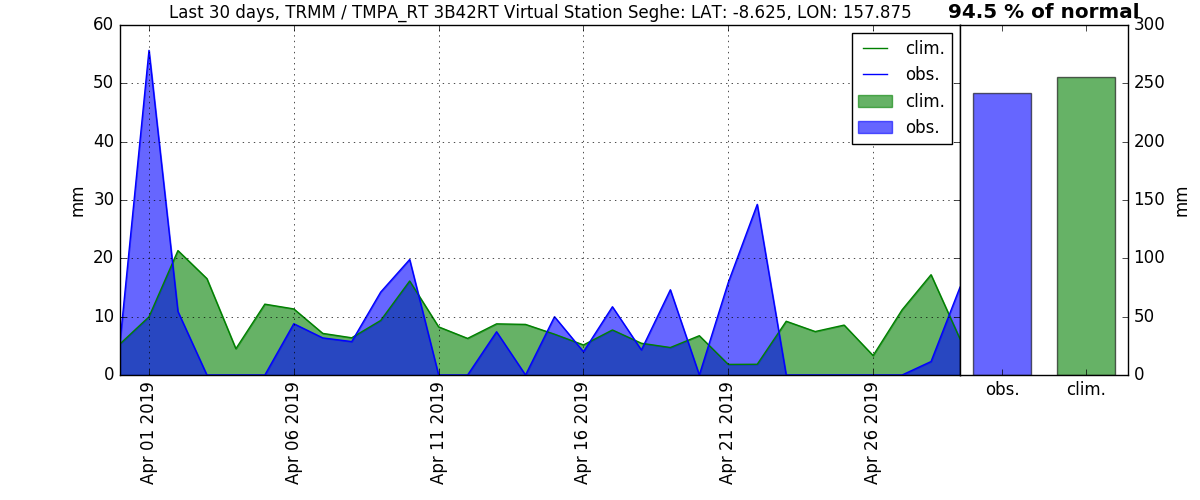 Last 30 days, TRMM / TMPA_RT 3B42RT Virtual Station Seghe: LAT: -8.625, LON: 157.875
94.5 % of normal
60
50
40
30
20
10
0
mm
clim.
obs.
clim.
obs.
300
250
200
150
100
50
0
mm
obs.
clim.
Apr 01 2019
Apr 06 2019
Apr 11 2019
Apr 16 2019
Apr 21 2019
Apr 26 2019